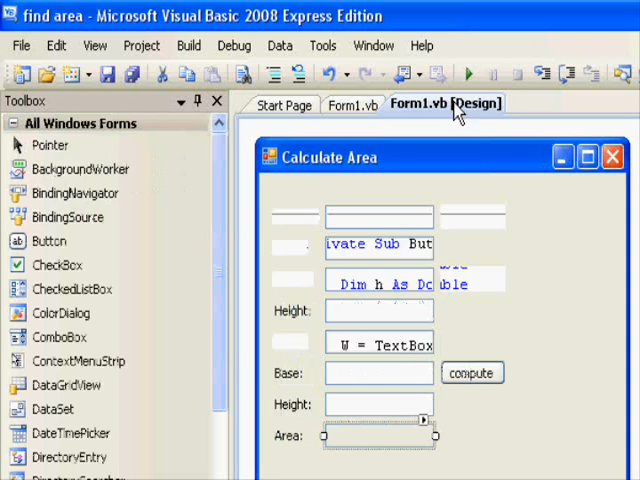 find area - Microsoft Visual Basic 2008 Express Edition
File Edit View Project Build Debug Data Tools Window Help
Toolbox
Start Page Form1.vb Form1.vb [Design]
All Windows Forms
Pointer
BackgroundWorker
BindingNavigator
BindingSource
Button
CheckBox
CheckedListBox
ColorDialog
ComboBox
ContextMenuStrip
DataGridView
DataSet
DateTimePicker
DirectoryEntry
Calculate Area
ivate Sub But
Dim h As Double
Height:
W = TextBox
Base: compute
Height:
Area: